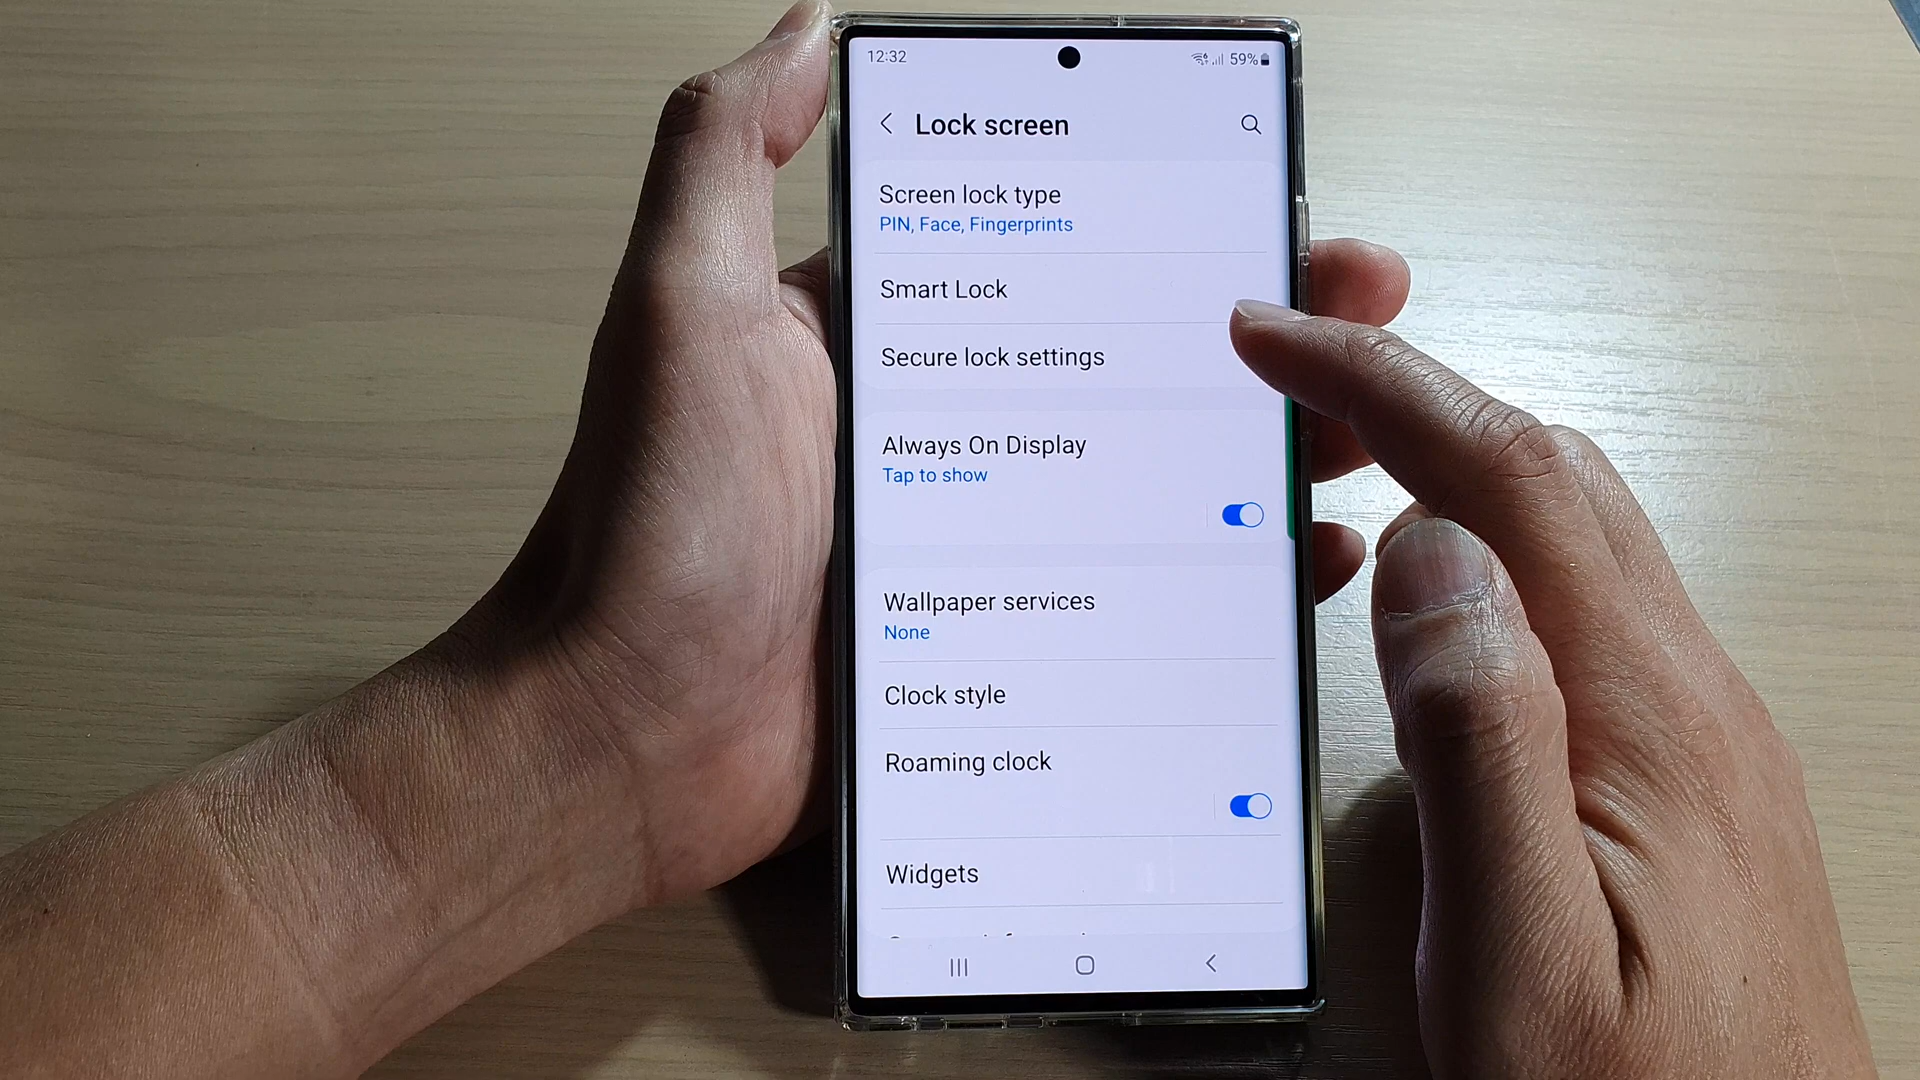 12:32
59%
Lock screen
Screen lock type
PIN, Face, Fingerprints
Smart Lock
Secure lock settings
Always On Display
Tap to show
Wallpaper services
None
Clock style
Roaming clock
Widgets